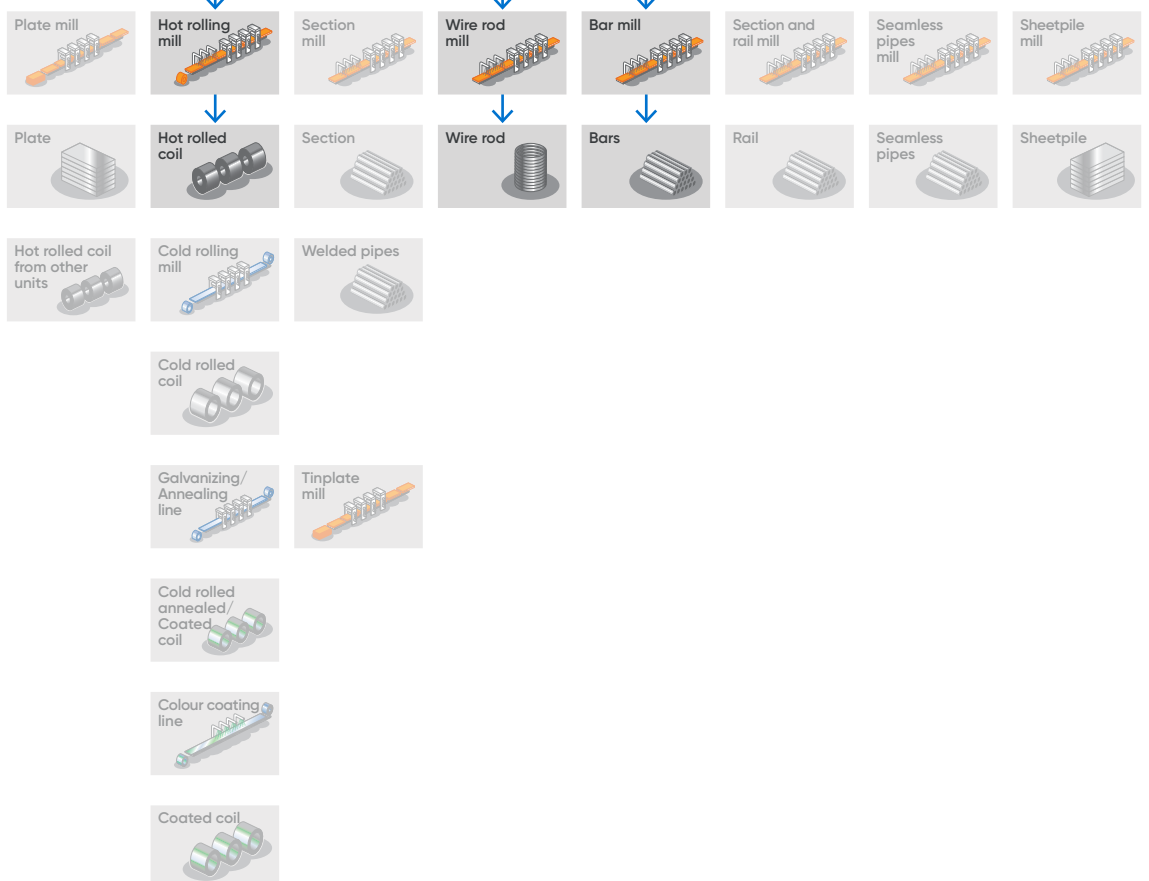 Plate mill
Hot rolling
mill
Section
mill
Wire rod
mill
Bar mill
Section and
rail mill
Seamless
pipes
mill
Sheetpile
mill
Plate
Hot rolled
coil
Section
Wire rod
Bars
Rail
Seamless
pipes
Sheetpile
Hot rolled coil
from other
units
Cold rolling
mill
Welded pipes
Cold rolled
coil
Galvanizing/
Annealing
line
Tinplate
mill
Cold rolled
annealed/
Coated
coil
Colour coating
line
Coated coil